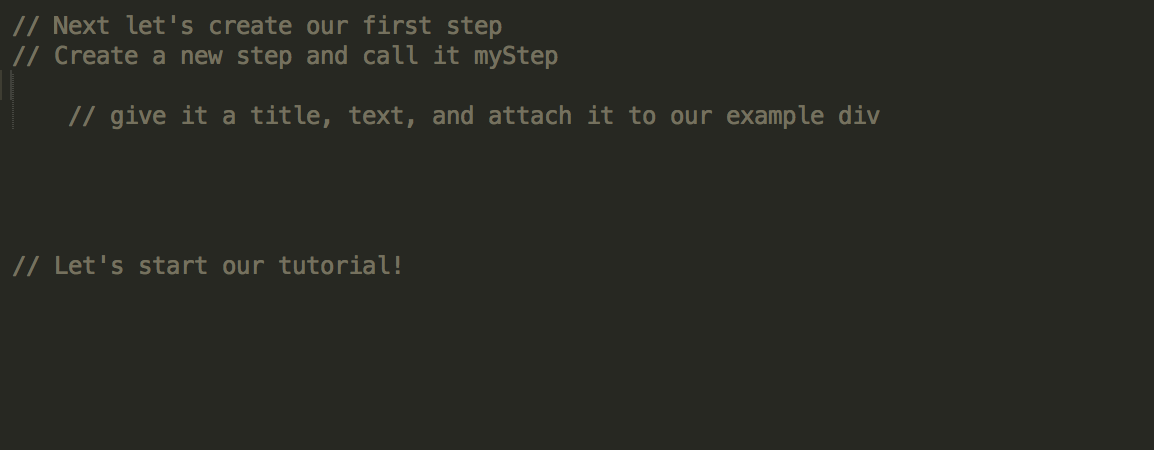 // Next let's create our first step
// Create a new step and call it myStep
// give it a title, text, and attach it to our example div
// Let's start our tutorial!